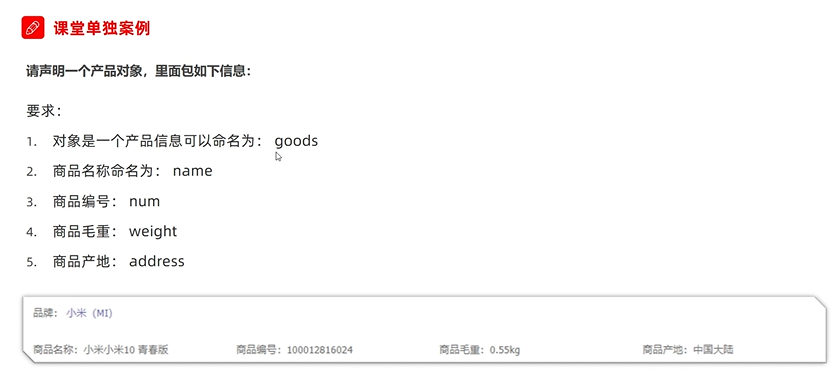 课堂单独案例
请声明一个产品对象，里面包如下信息：
要求：
1. 对象是一个产品信息可以命名为： goods
2. 商品名称命名为： name
3. 商品编号： num
4. 商品毛重： weight
5. 商品产地： address
品牌： 小米（MI）
商品名称：小米小米10 青春版 商品编号：100012816024 商品毛重：0.55kg 商品产地：中国大陆